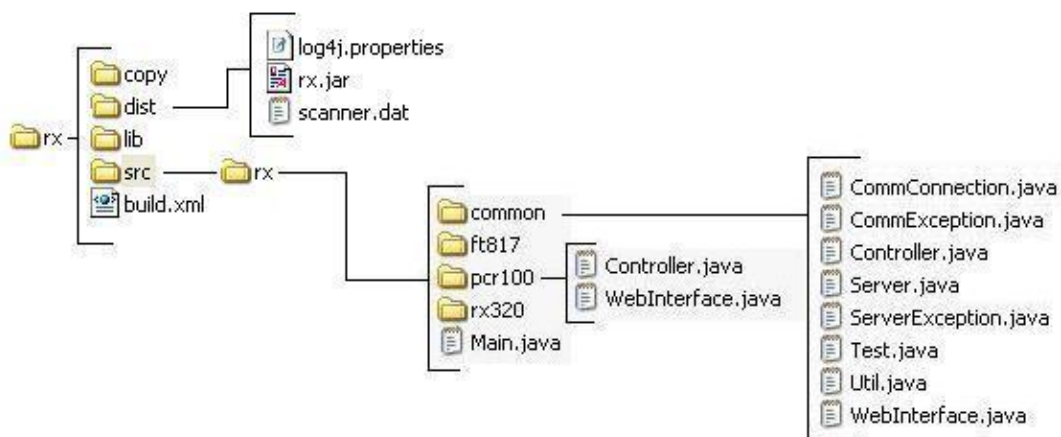 rx
copy
dist
lib
src
build.xml
log4j.properties
rx.jar
scanner.dat
rx
common
ft817
pcr100
rx320
Main.java
Controller.java
WebInterface.java
CommConnection.java
CommException.java
Controller.java
Server.java
ServerException.java
Test.java
Util.java
WebInterface.java